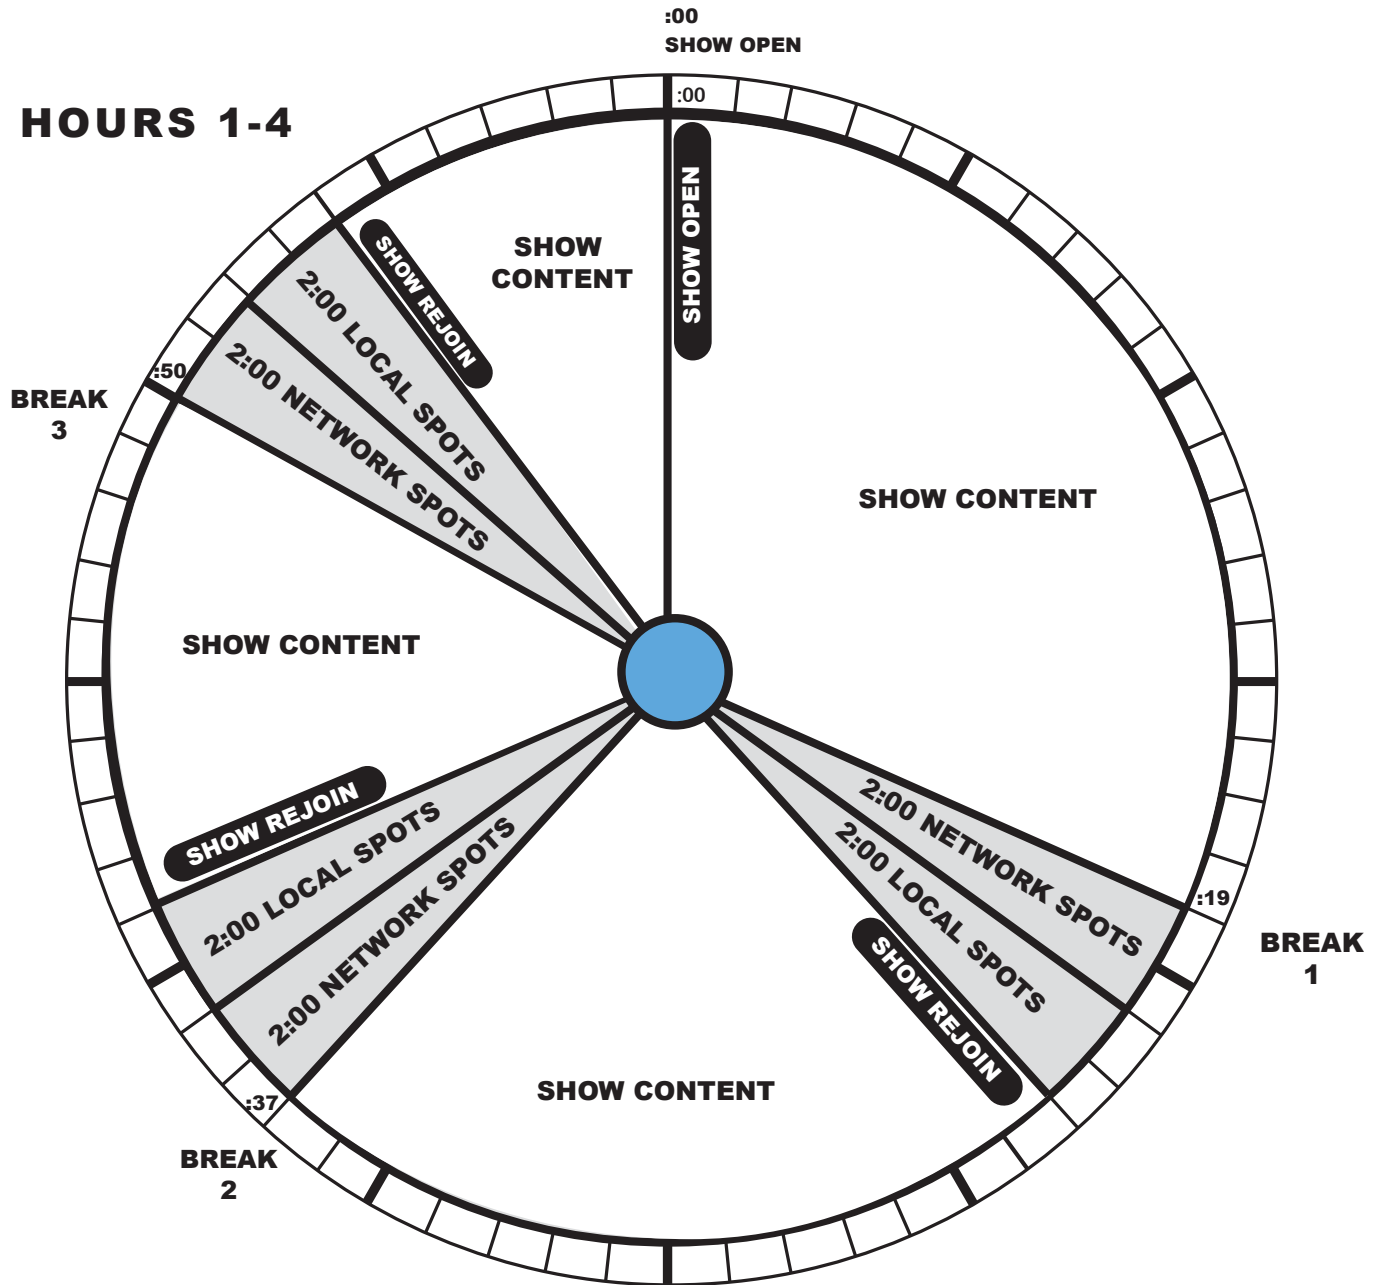 :00
SHOW OPEN
HOURS 1-4
:00
SHOW OPEN
SHOW CONTENT
2:00 NETWORK SPOTS
:19
BREAK
1
2:00 LOCAL SPOTS
SHOW REJOIN
SHOW CONTENT
:37
BREAK
2
2:00 NETWORK SPOTS
2:00 LOCAL SPOTS
SHOW REJOIN
SHOW CONTENT
:50
BREAK
3
2:00 NETWORK SPOTS
2:00 LOCAL SPOTS
SHOW REJOIN
SHOW
CONTENT